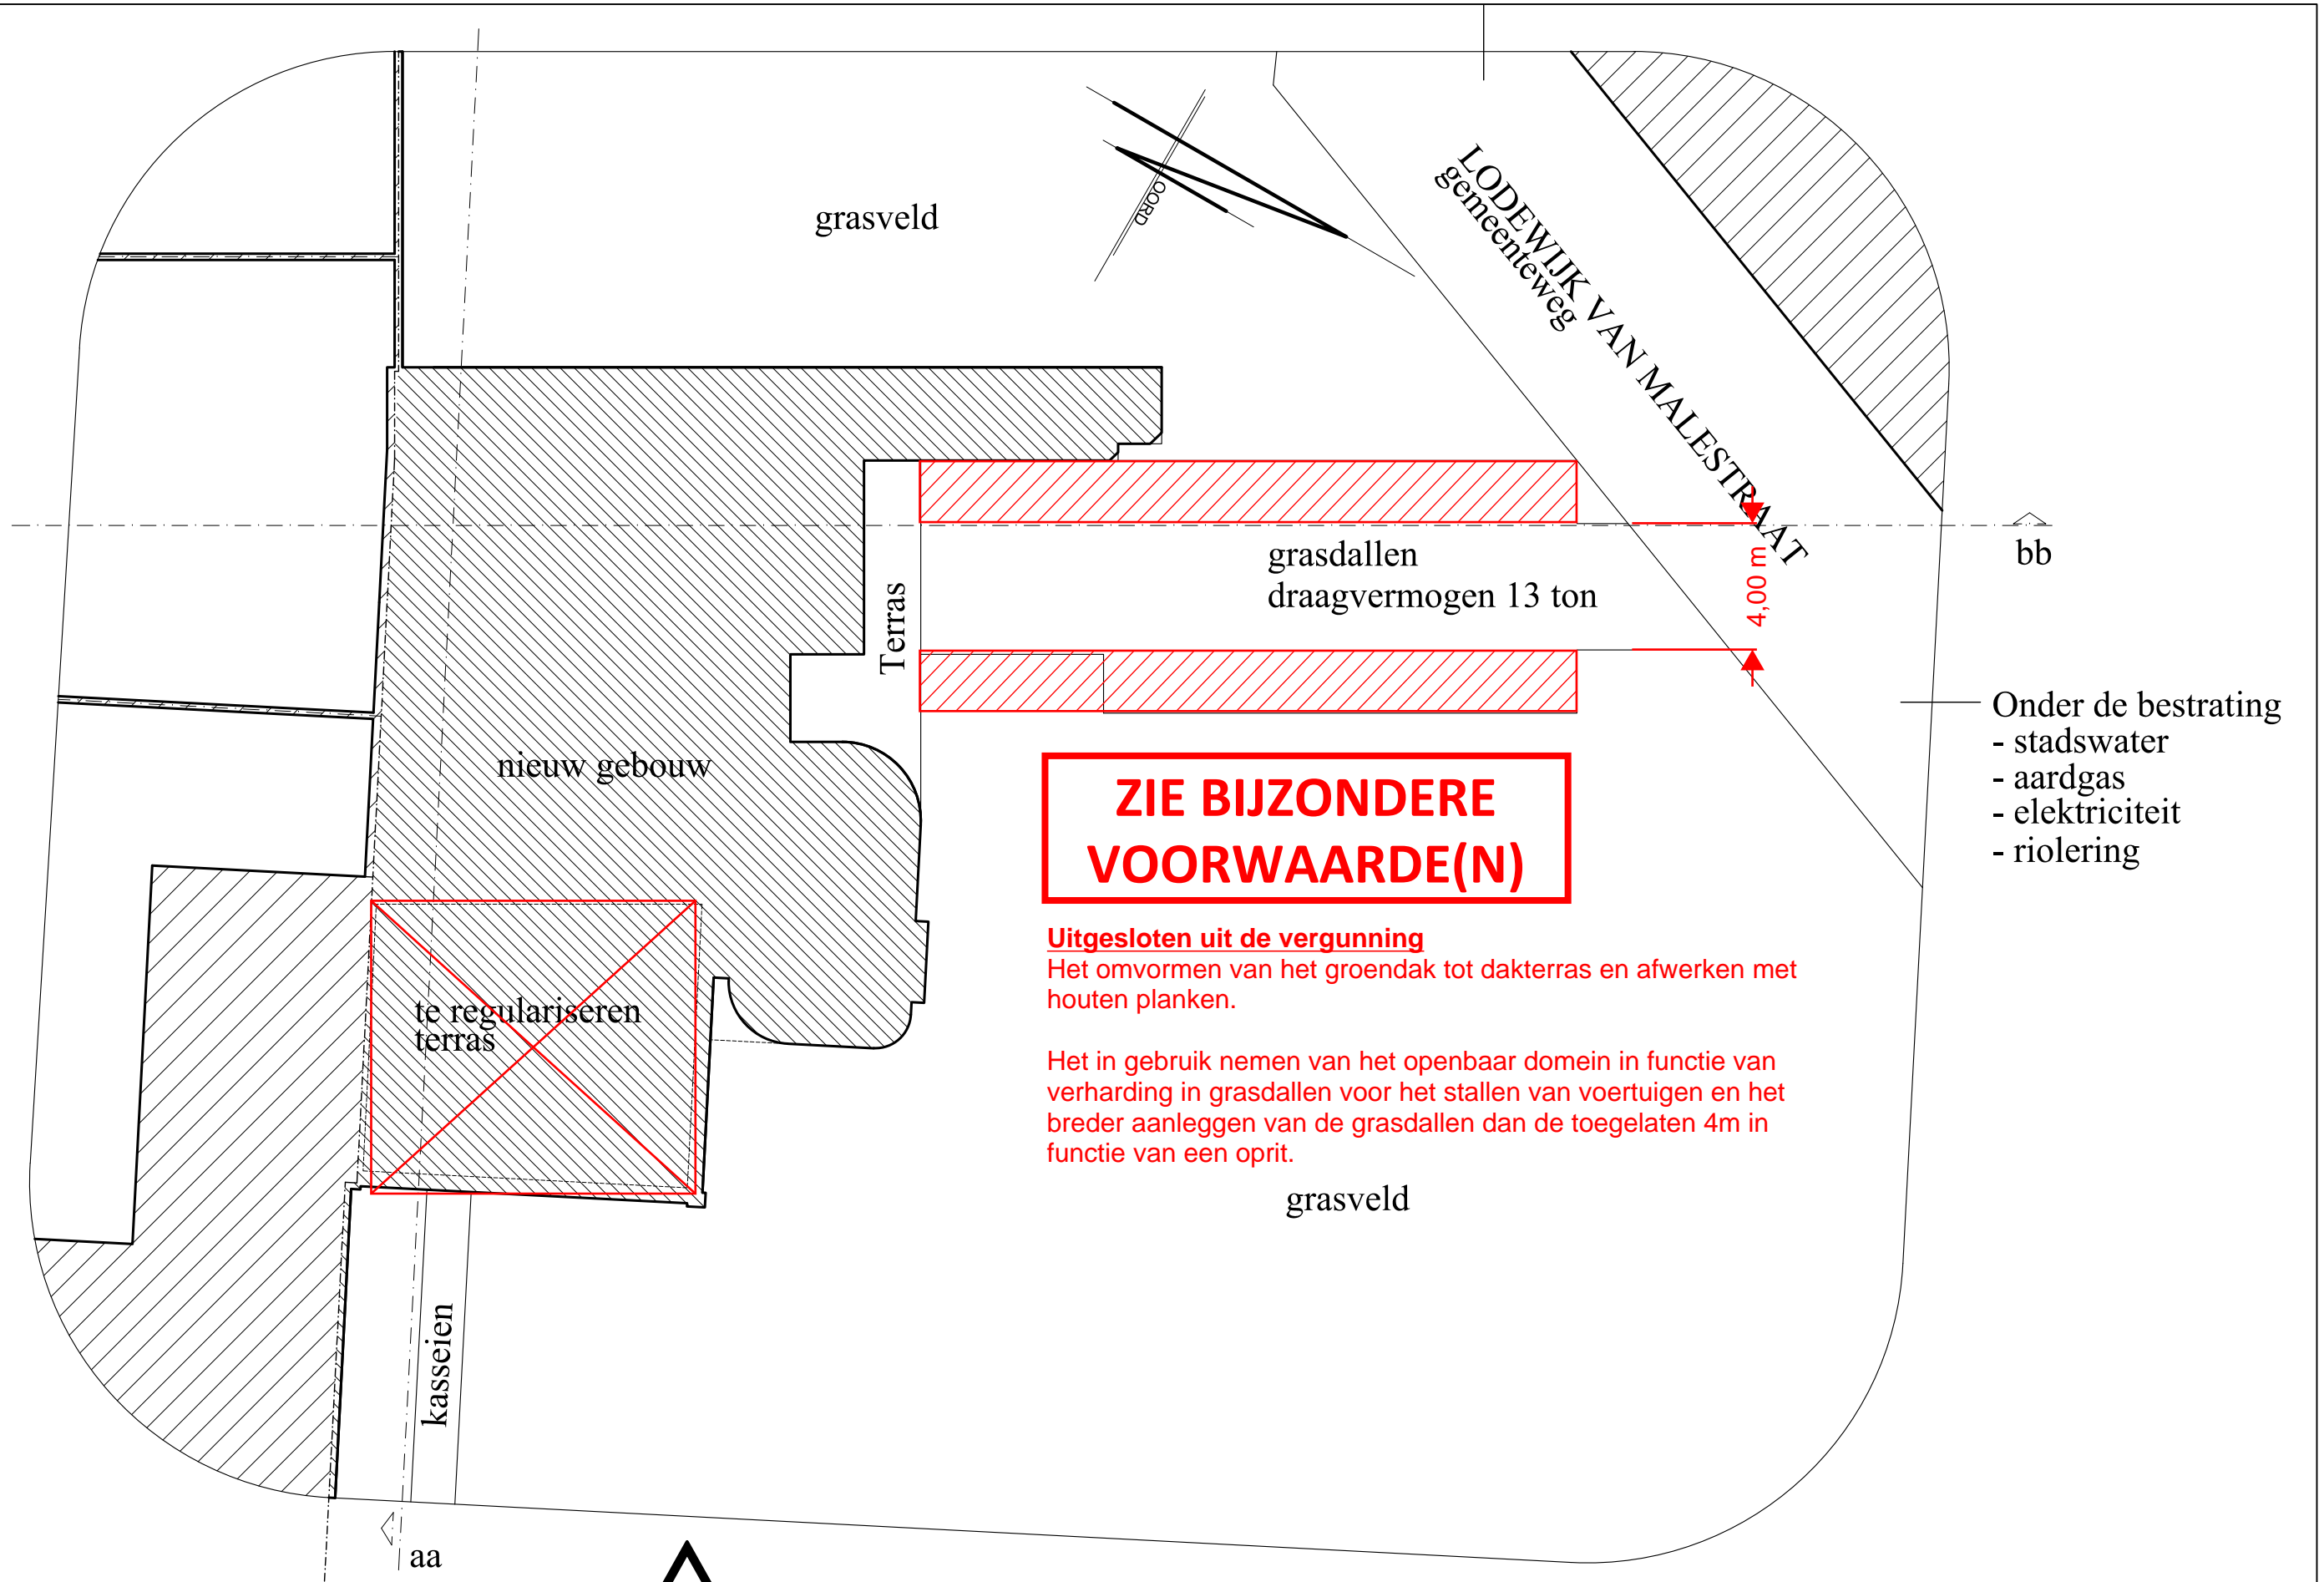 grasveld
OORD
LODEWIJK VAN MALESTRAAT
gemeenteweg
bb
grasdallen
draagvermogen 13 ton
4,00 m
Terras
Onder de bestrating
- stadswater
- aardgas
- elektriciteit
- riolering
nieuw gebouw
ZIE BIJZONDERE
VOORWAARDE(N)
Uitgesloten uit de vergunning
Het omvormen van het groendak tot dakterras en afwerken met
houten planken.
Het in gebruik nemen van het openbaar domein in functie van
verharding in grasdallen voor het stallen van voertuigen en het
breder aanleggen van de grasdallen dan de toegelaten 4m in
functie van een oprit.
te regulariseren
terras
grasveld
kasseien
aa